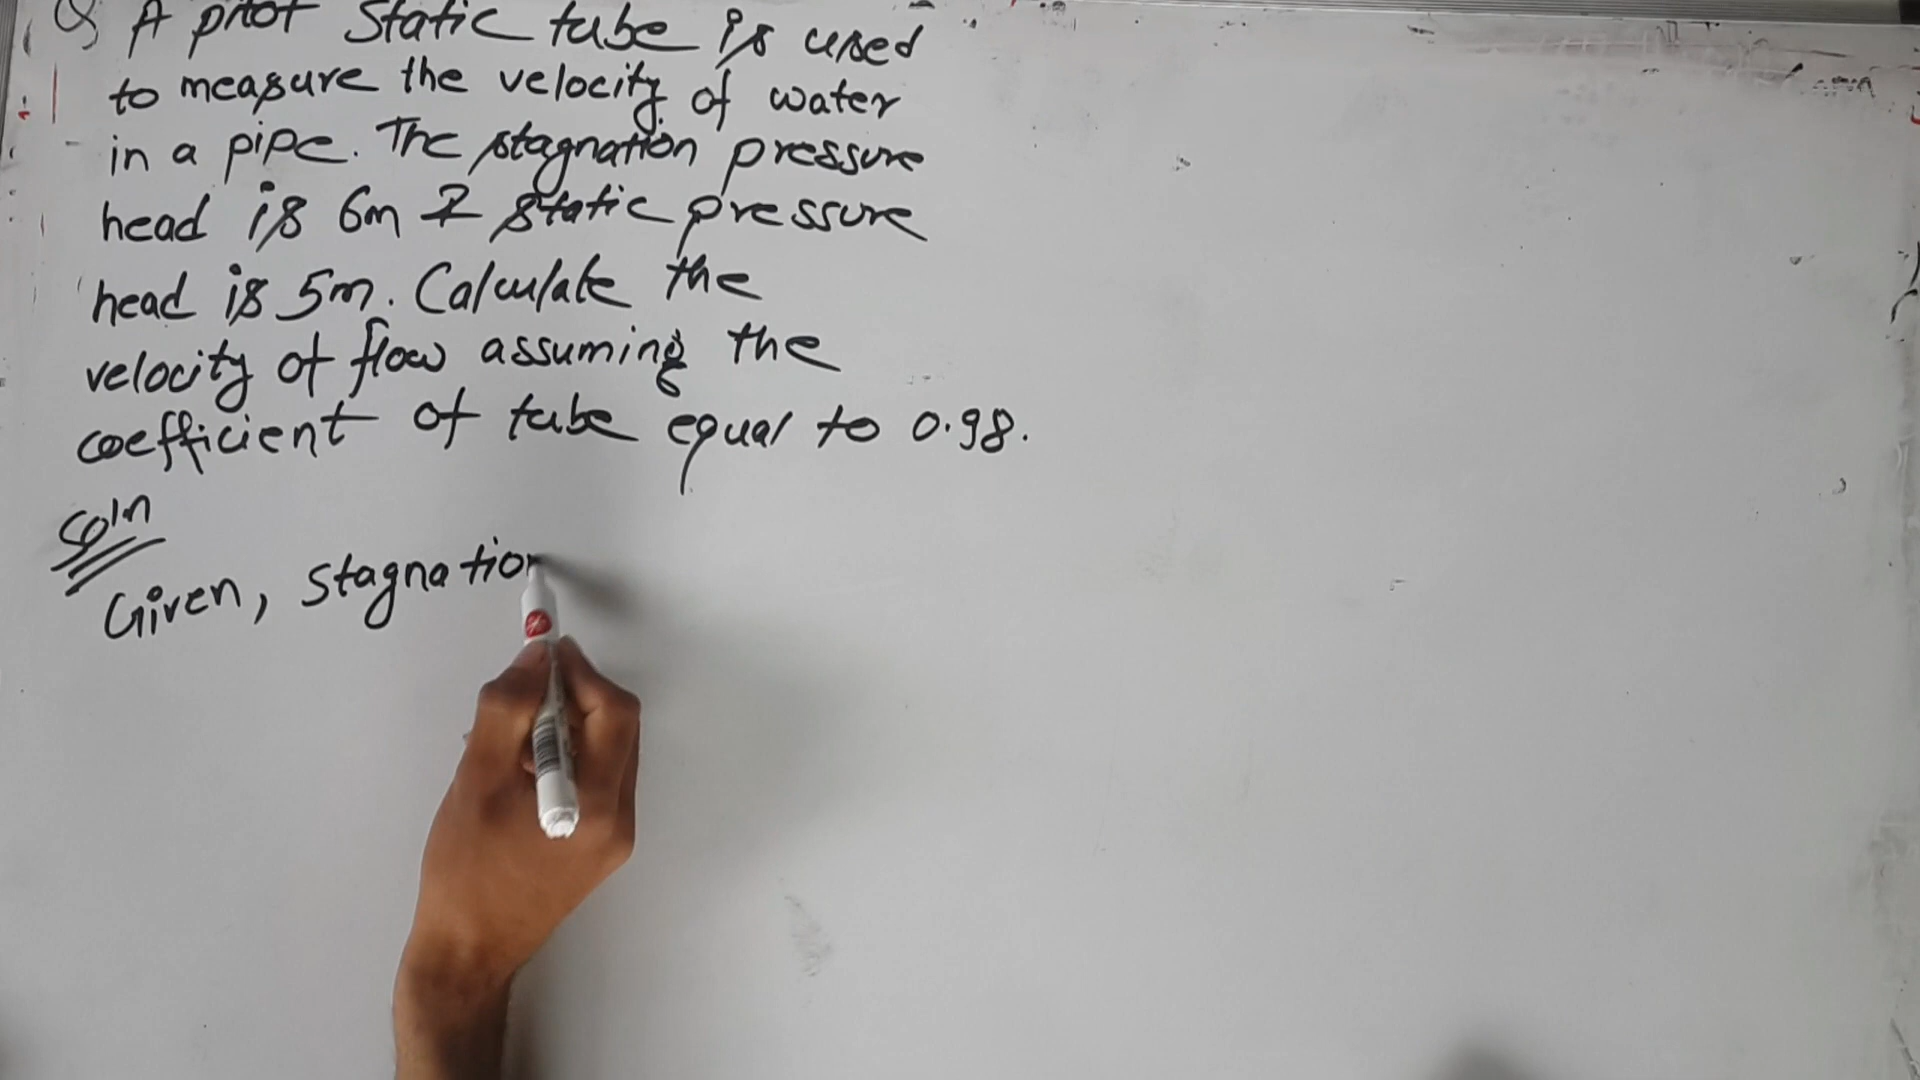 Q A pitot static tube is used
to measure the velocity of water
in a pipe. The stagnation pressure
head is 6m & static pressure
head is 5m. Calculate the
velocity of flow assuming the
coefficient of tube equal to 0.98.
Soln
Given, stagnation